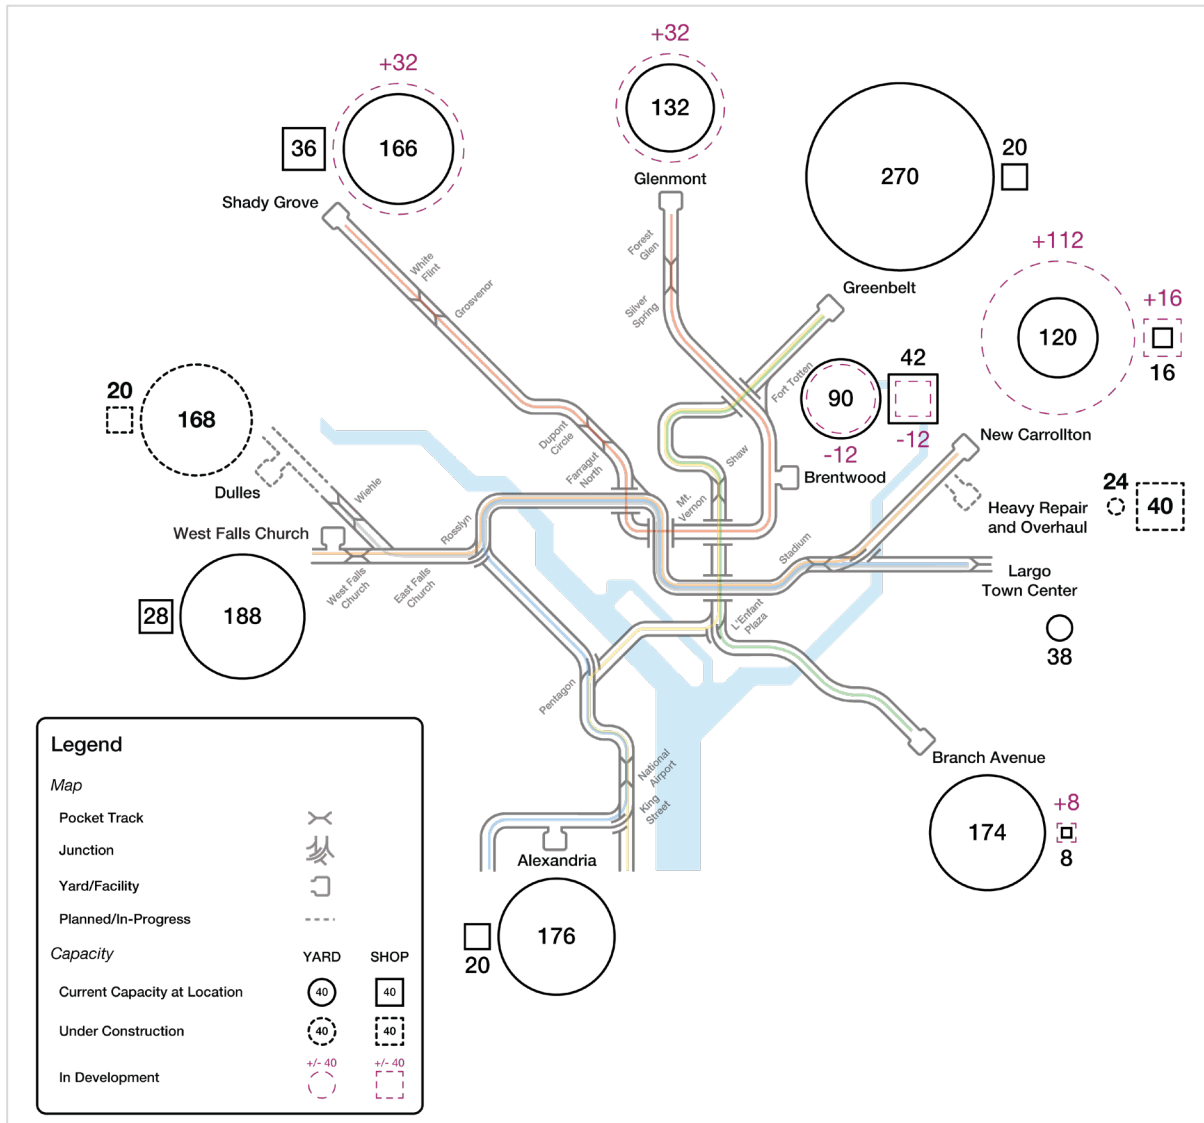 +32
36
166
Shady Grove
+32
132
Glenmont
270
20
Greenbelt
+112
120
+16
16
New Carrollton
White
Flint
Grosvenor
Forest
Glen
Silver
Spring
Fort Totten
90
-12
42
-12
Brentwood
20
168
Dulles
Wiehle
Dupont
Circle
Farragut
North
Shaw
Mt.
Vernon
24
40
Heavy Repair
and Overhaul
West Falls Church
28
188
West Falls
Church
East Falls
Church
Rosslyn
Stadium
Largo
Town Center
38
L'Enfant
Plaza
Pentagon
National
Airport
King
Street
Branch Avenue
174
+8
8
Alexandria
20
176
Legend
Map
Pocket Track
Junction
Yard/Facility
Planned/In-Progress
Capacity
YARD
SHOP
Current Capacity at Location
40
40
Under Construction
40
40
In Development
+/- 40
+/- 40